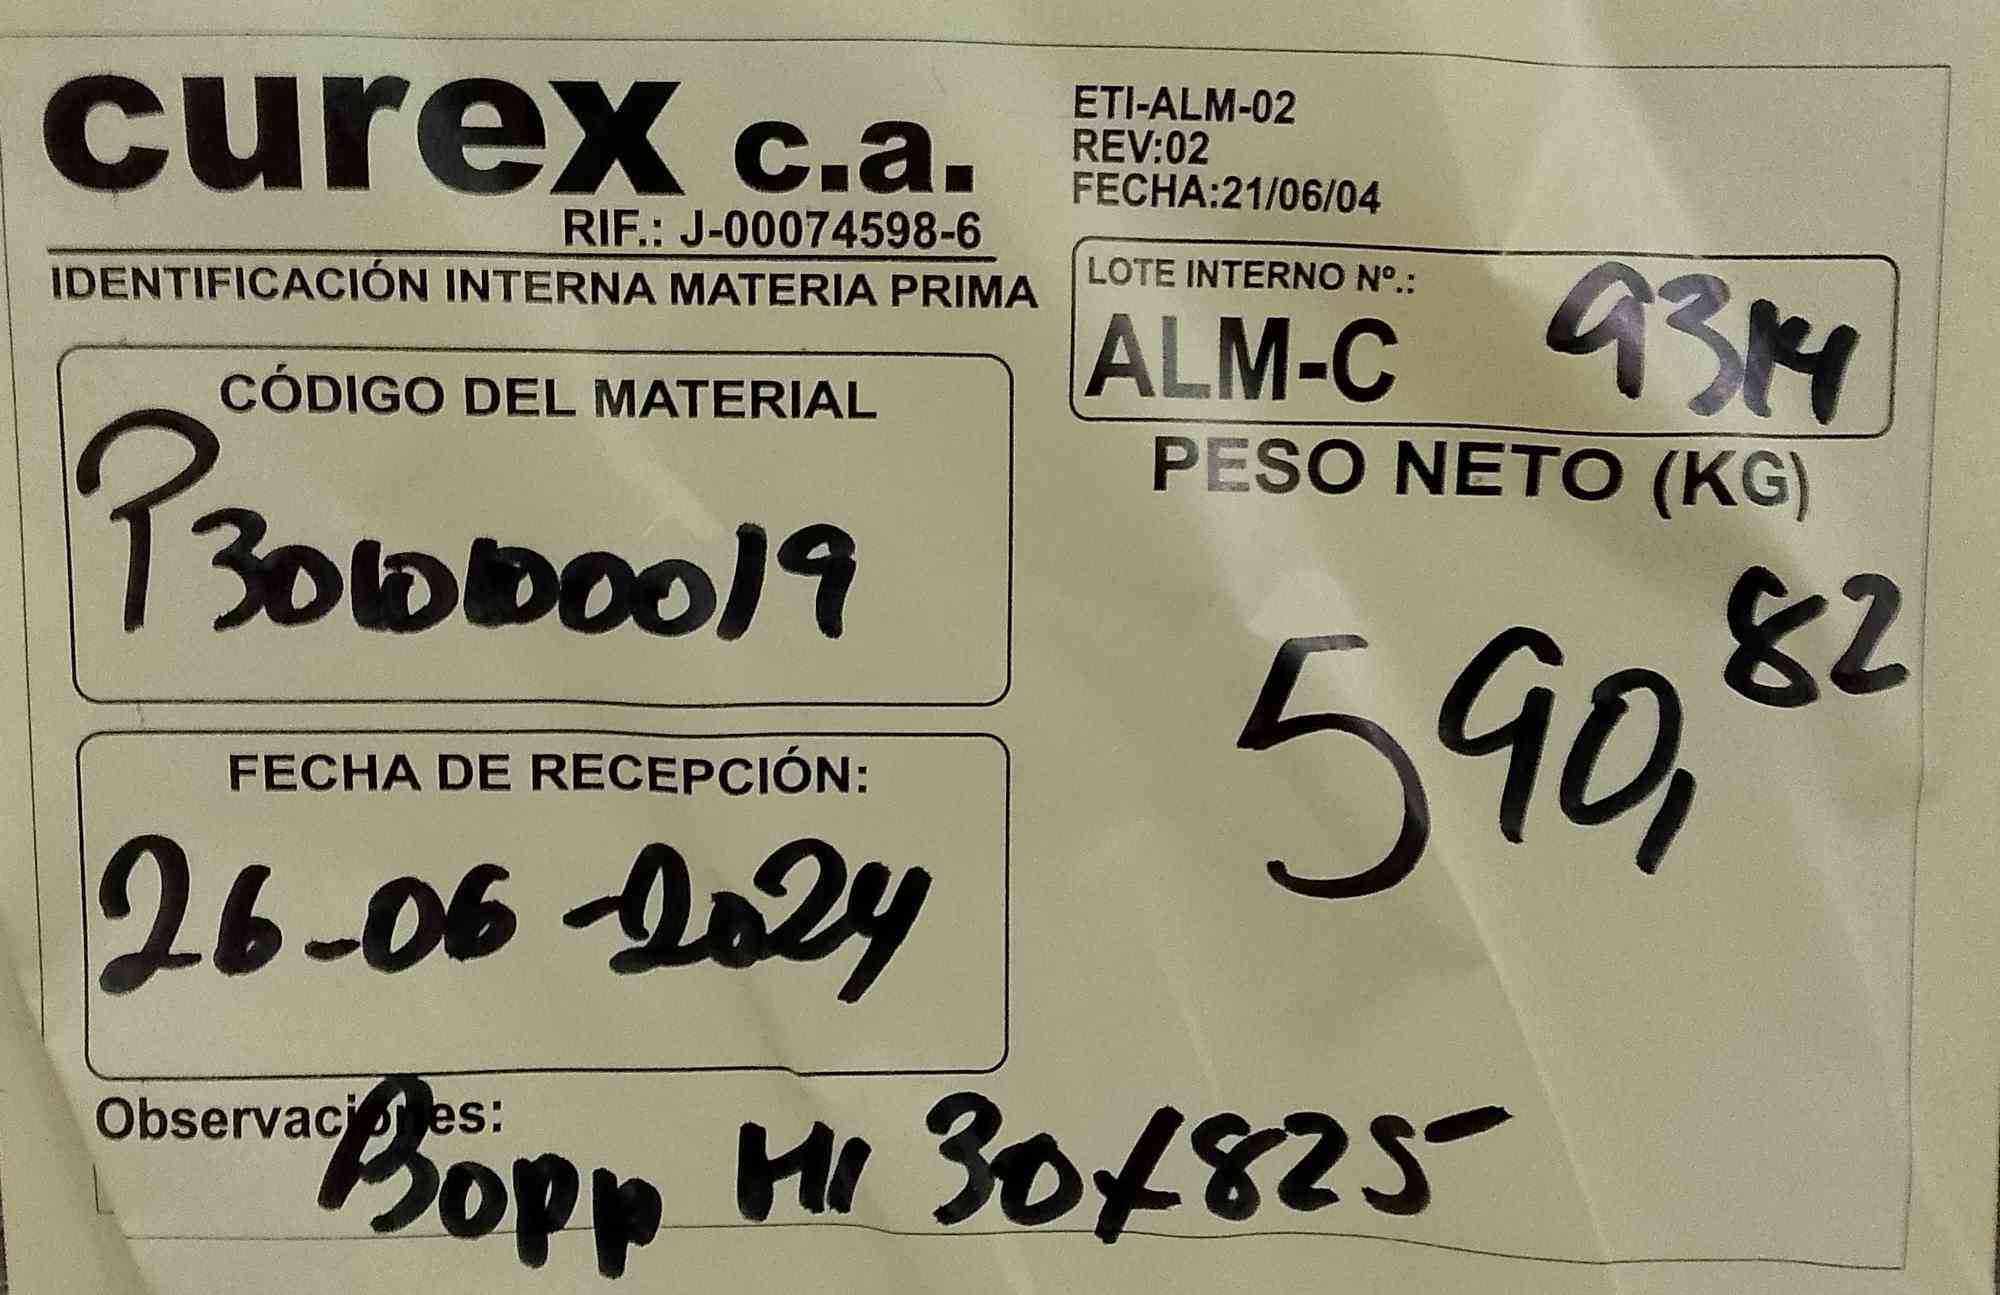 curex c.a.
RIF.: J-00074598-6
IDENTIFICACIÓN INTERNA MATERIA PRIMA
ETI-ALM-02
REV:02
FECHA:21/06/04
LOTE INTERNO Nº.:
ALM-C 9314
CÓDIGO DEL MATERIAL
P3010100019
PESO NETO (KG)
590,82
FECHA DE RECEPCIÓN:
26-06-2024
Observaciones:
Bopp HI 30x825